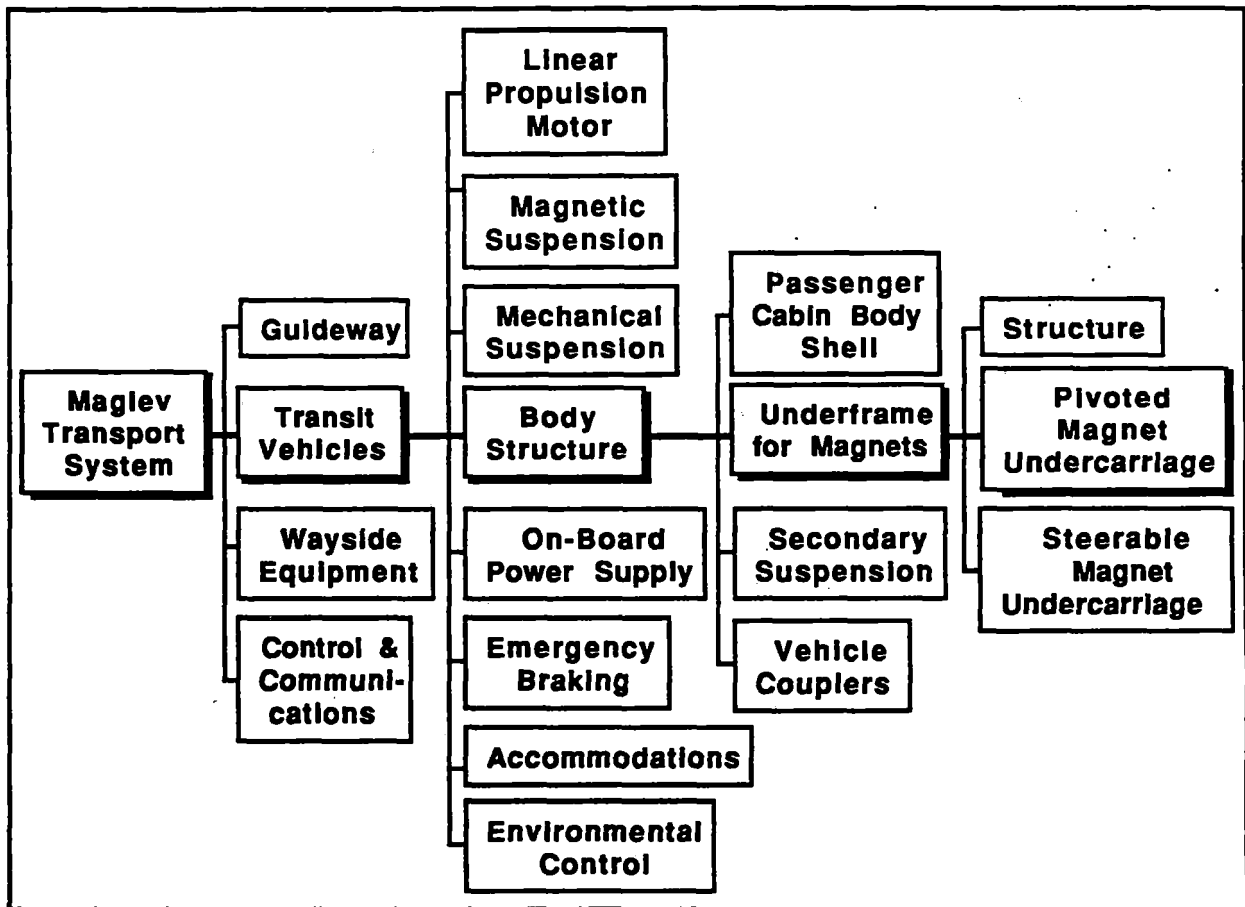 Maglev
Transport
System
Guideway
Transit
Vehicles
Wayside
Equipment
Control &
Communi-
cations
Linear
Propulsion
Motor
Magnetic
Suspension
Mechanical
Suspension
Body
Structure
On-Board
Power Supply
Emergency
Braking
Accommodations
Environmental
Control
Passenger
Cabin Body
Shell
Underframe
for Magnets
Secondary
Suspension
Vehicle
Couplers
Structure
Pivoted
Magnet
Undercarriage
Steerable
Magnet
Undercarriage